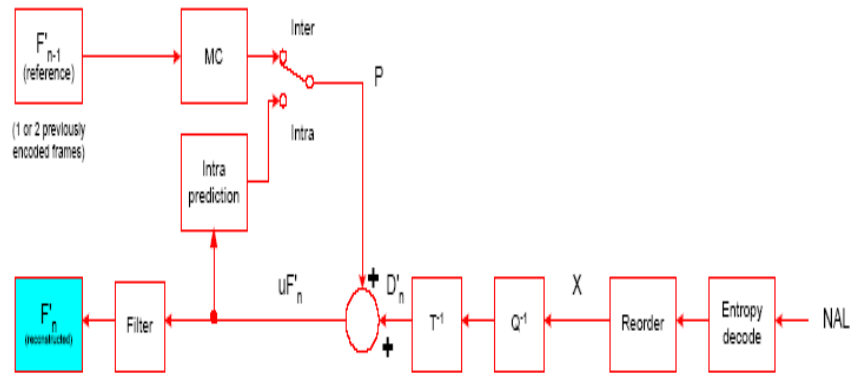 F'n-1
(reference)
MC
Inter
P
(1 or 2 previously
encoded frames)
Intra
Intra
prediction
F'n
(reconstructed)
Filter
uF'n
+
+
D'n
T-1
Q-1
X
Reorder
Entropy
decode
NAL